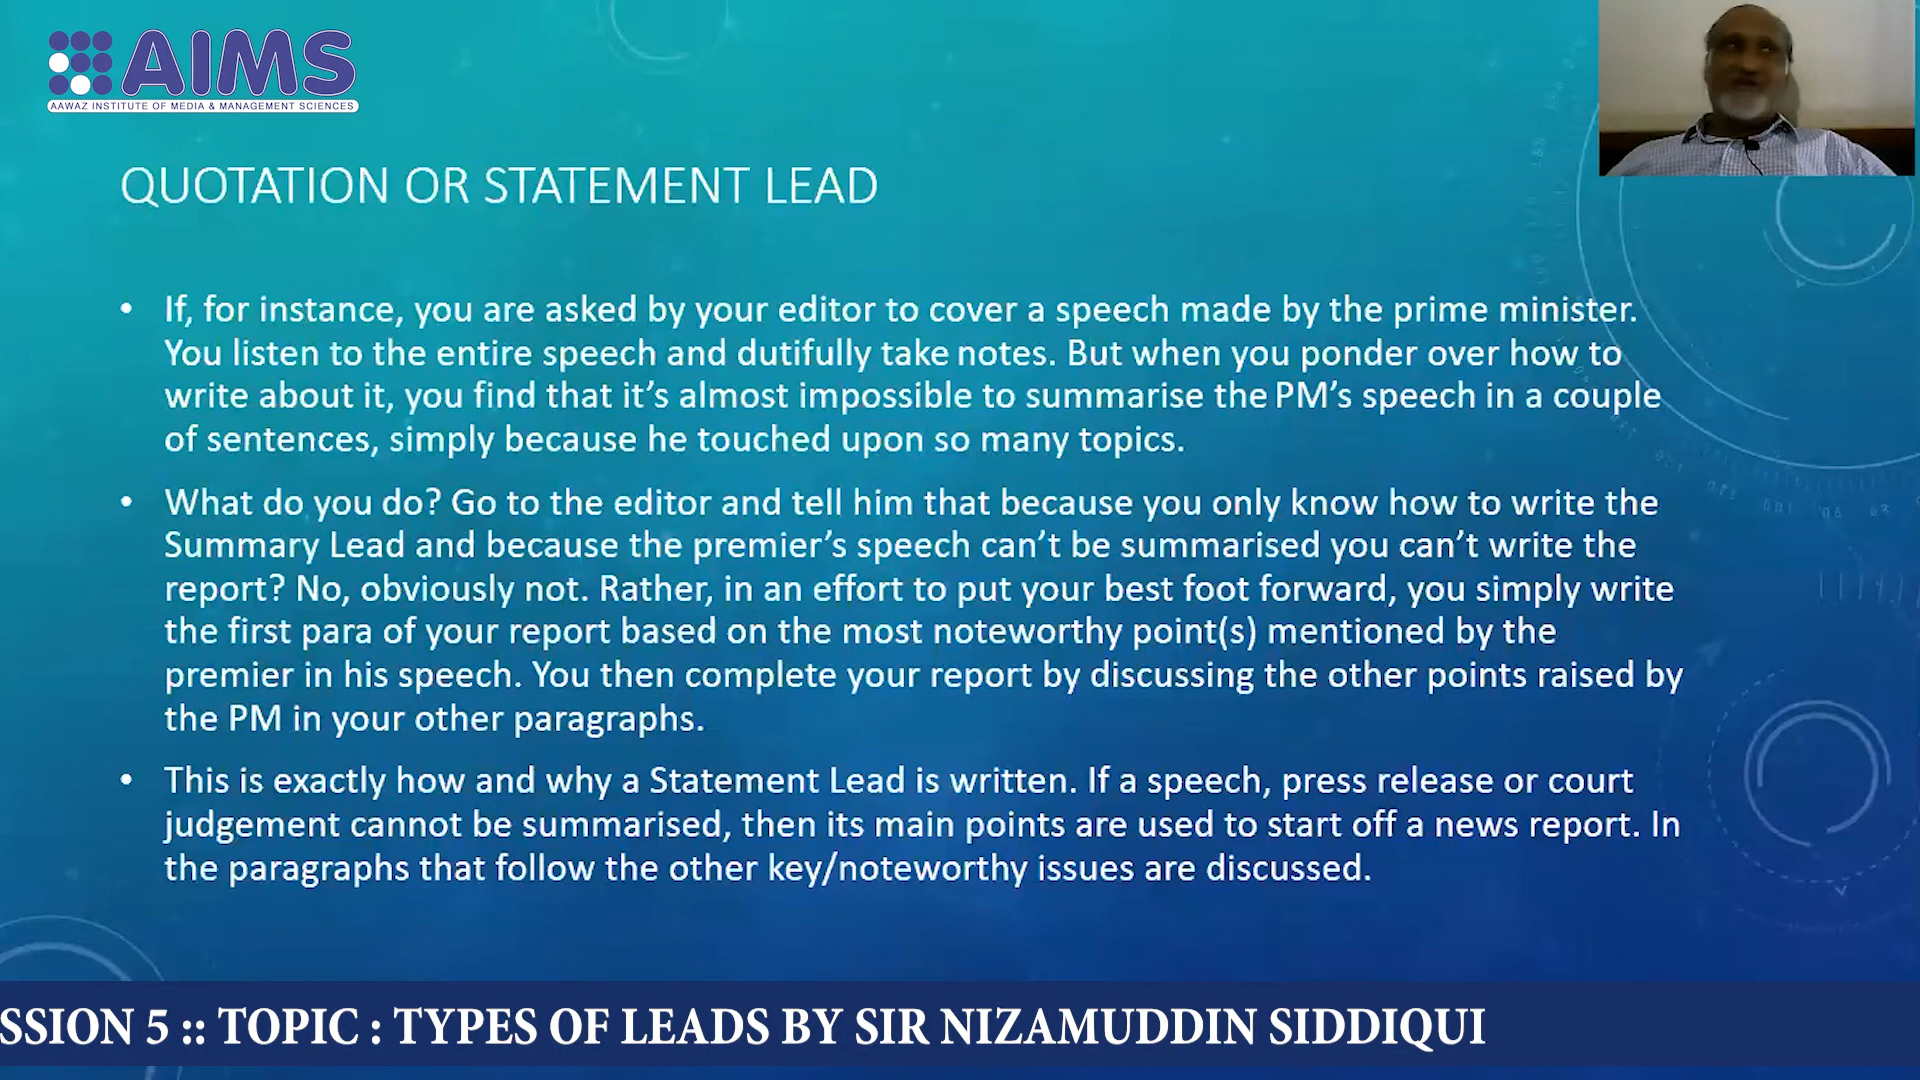 AIMS
AAWAZ INSTITUTE OF MEDIA & MANAGEMENT SCIENCES
QUOTATION OR STATEMENT LEAD
• If, for instance, you are asked by your editor to cover a speech made by the prime minister.
You listen to the entire speech and dutifully take notes. But when you ponder over how to
write about it, you find that it’s almost impossible to summarise the PM’s speech in a couple
of sentences, simply because he touched upon so many topics.
• What do you do? Go to the editor and tell him that because you only know how to write the
Summary Lead and because the premier’s speech can’t be summarised you can’t write the
report? No, obviously not. Rather, in an effort to put your best foot forward, you simply write
the first para of your report based on the most noteworthy point(s) mentioned by the
premier in his speech. You then complete your report by discussing the other points raised by
the PM in your other paragraphs.
• This is exactly how and why a Statement Lead is written. If a speech, press release or court
judgement cannot be summarised, then its main points are used to start off a news report. In
the paragraphs that follow the other key/noteworthy issues are discussed.
SSION 5 :: TOPIC : TYPES OF LEADS BY SIR NIZAMUDDIN SIDDIQUI